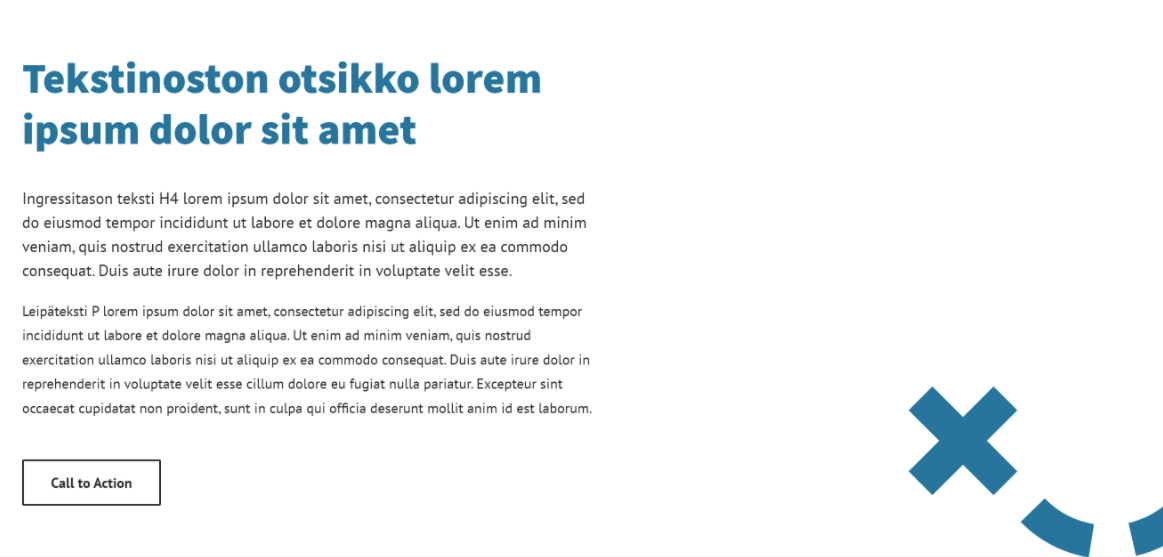 Tekstinoston otsikko lorem
ipsum dolor sit amet
Ingressitason teksti H4 lorem ipsum dolor sit amet, consectetur adipiscing elit, sed
do eiusmod tempor incididunt ut labore et dolore magna aliqua. Ut enim ad minim
veniam, quis nostrud exercitation ullamco laboris nisi ut aliquip ex ea commodo
consequat. Duis aute irure dolor in reprehenderit in voluptate velit esse.
Leipäteksti P lorem ipsum dolor sit amet, consectetur adipiscing elit, sed do eiusmod tempor
incididunt ut labore et dolore magna aliqua. Ut enim ad minim veniam, quis nostrud
exercitation ullamco laboris nisi ut aliquip ex ea commodo consequat. Duis aute irure dolor in
reprehenderit in voluptate velit esse cillum dolore eu fugiat nulla pariatur. Excepteur sint
occaecat cupidatat non proident, sunt in culpa qui officia deserunt mollit anim id est laborum.
Call to Action